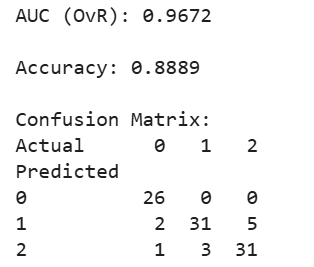 AUC (OvR): 0.9672
Accuracy: 0.8889
Confusion Matrix:
Actual 0 1 2
Predicted
0 26 0 0
1 2 31 5
2 1 3 31